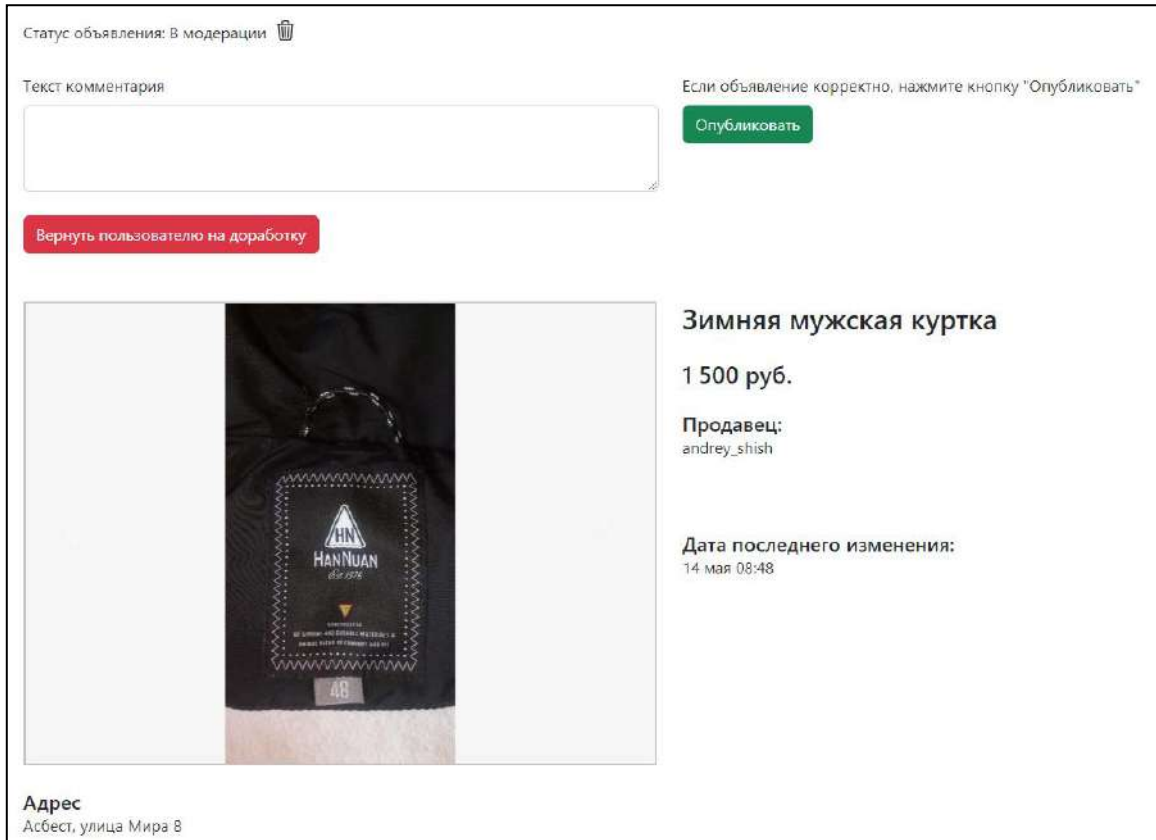 Статус объявления: В модерации
Текст комментария
Если объявление корректно, нажмите кнопку "Опубликовать"
Опубликовать
Вернуть пользователю на доработку
Зимняя мужская куртка
1 500 руб.
Продавец:
andrey_shish
Дата последнего изменения:
14 мая 08:48
HN
HANNUAN
Est.1976
48
Адрес
Асбест, улица Мира 8